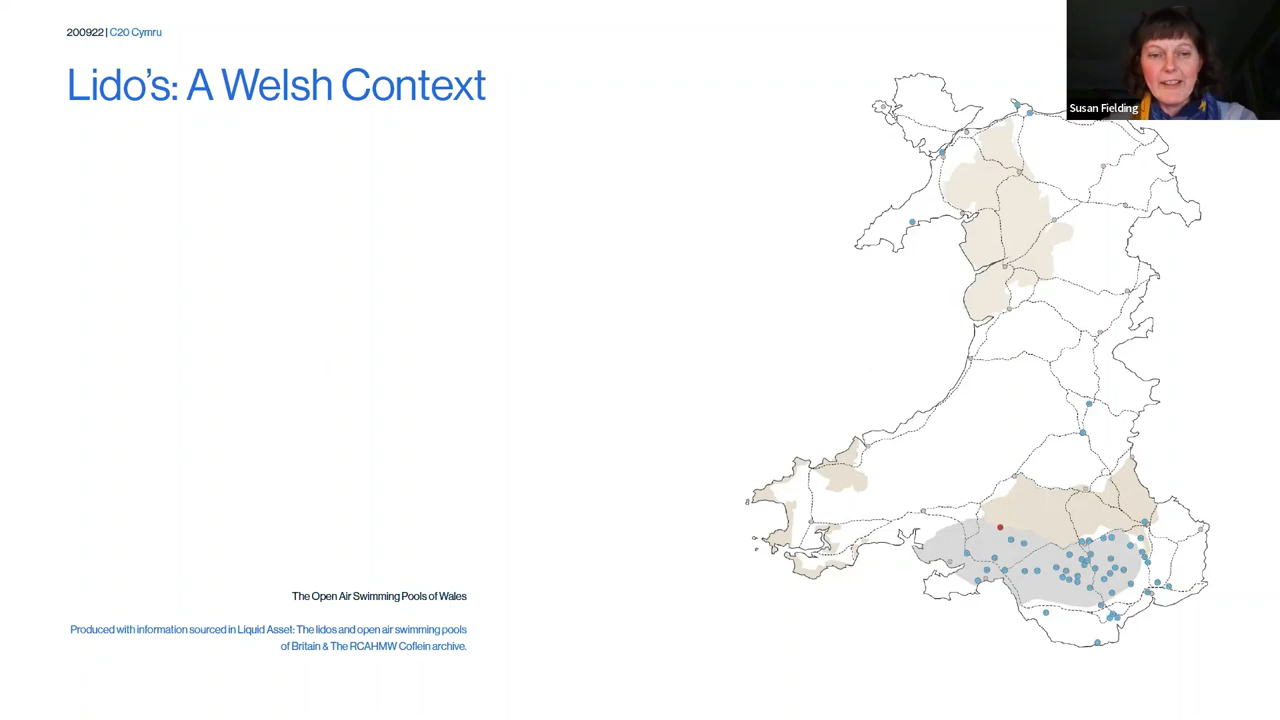 200922 | C20 Cymru
Lido's: A Welsh Context
Susan Fielding
The Open Air Swimming Pools of Wales
Produced with information sourced in Liquid Asset: The lidos and open air swimming pools
of Britain & The RCAHMW Coflein archive.